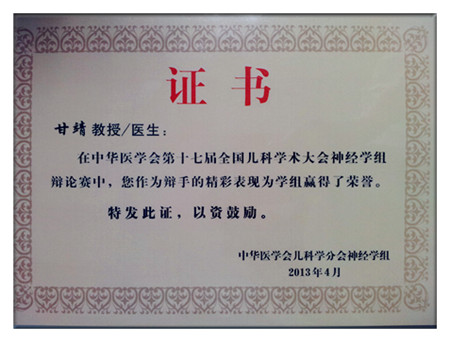 证书
甘靖教授/医生：
在中华医学会第十七届全国儿科学术大会神经学组
辩论赛中，您作为辩手的精彩表现为学组赢得了荣誉。
特发此证，以资鼓励。
中华医学会儿科学分会神经学组
2013年4月